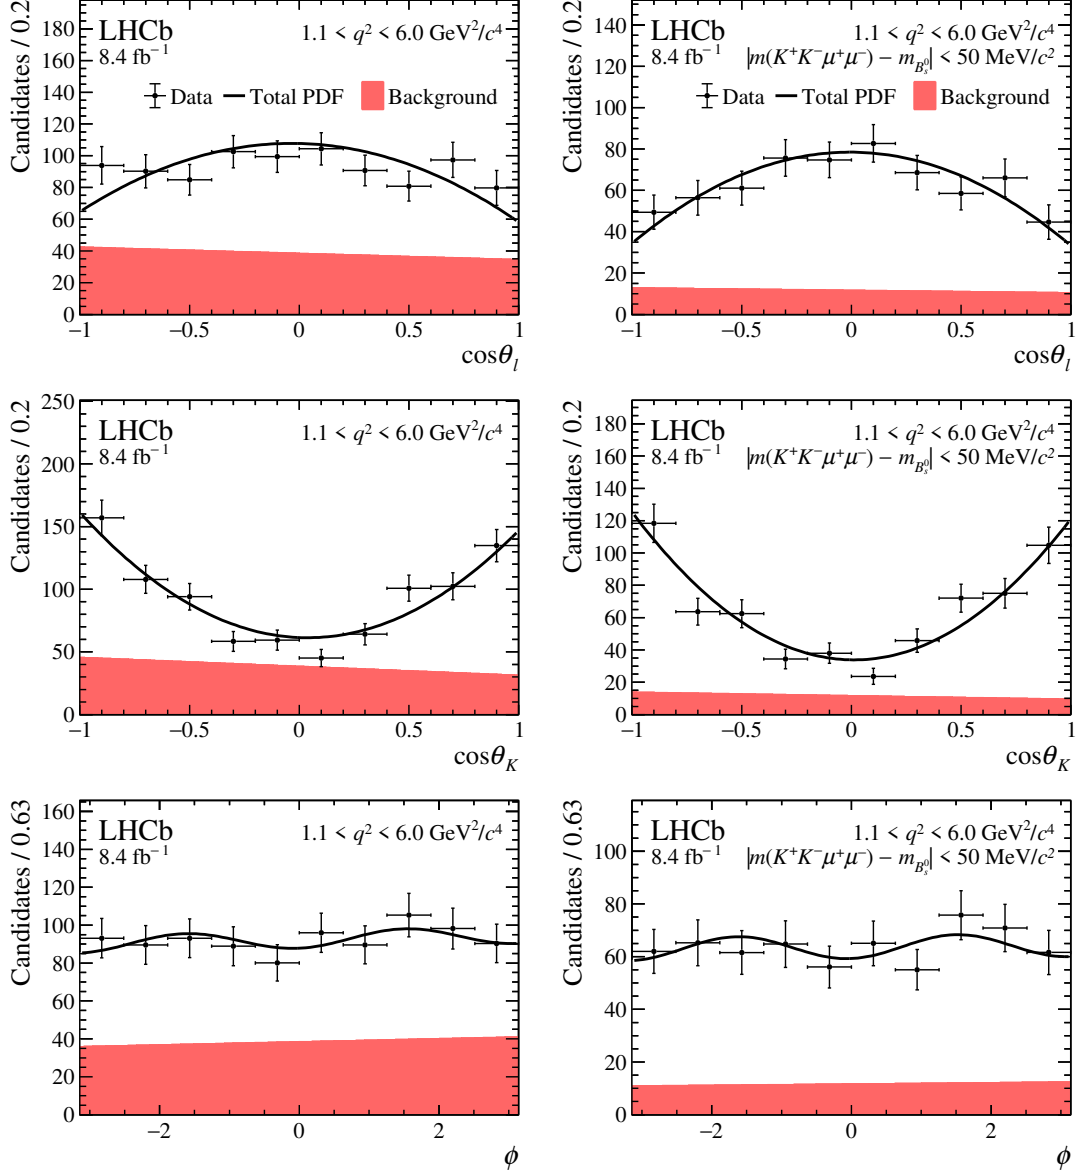 Candidates / 0.2
LHCb
8.4 fb⁻¹
1.1 < q² < 6.0 GeV²/c⁴
Data
Total PDF
Background
180
160
140
120
100
80
60
40
20
0
−1 −0.5 0 0.5 1
cosθ_l
Candidates / 0.2
LHCb
8.4 fb⁻¹
1.1 < q² < 6.0 GeV²/c⁴
|m(K⁺K⁻μ⁺μ⁻) − m_{B_s^0}| < 50 MeV/c²
Data
Total PDF
Background
140
120
100
80
60
40
20
0
−1 −0.5 0 0.5 1
cosθ_l
Candidates / 0.2
LHCb
8.4 fb⁻¹
1.1 < q² < 6.0 GeV²/c⁴
250
200
150
100
50
0
−1 −0.5 0 0.5 1
cosθ_K
Candidates / 0.2
LHCb
8.4 fb⁻¹
1.1 < q² < 6.0 GeV²/c⁴
|m(K⁺K⁻μ⁺μ⁻) − m_{B_s^0}| < 50 MeV/c²
180
160
140
120
100
80
60
40
20
0
−1 −0.5 0 0.5 1
cosθ_K
Candidates / 0.63
LHCb
8.4 fb⁻¹
1.1 < q² < 6.0 GeV²/c⁴
160
140
120
100
80
60
40
20
0
−2 0 2
ϕ
Candidates / 0.63
LHCb
8.4 fb⁻¹
1.1 < q² < 6.0 GeV²/c⁴
|m(K⁺K⁻μ⁺μ⁻) − m_{B_s^0}| < 50 MeV/c²
100
80
60
40
20
0
−2 0 2
ϕ